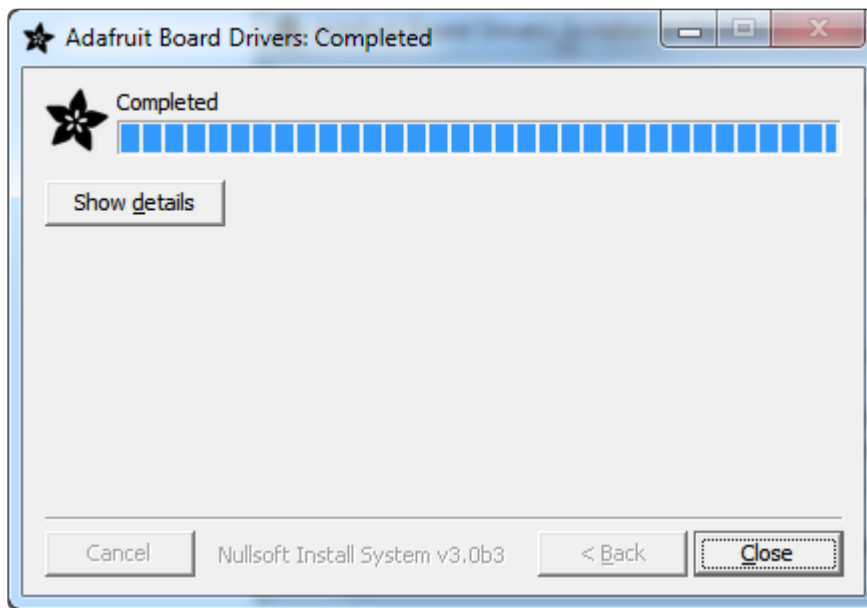 Adafruit Board Drivers: Completed
Completed
Show details
Cancel
Nullsoft Install System v3.0b3
< Back
Close